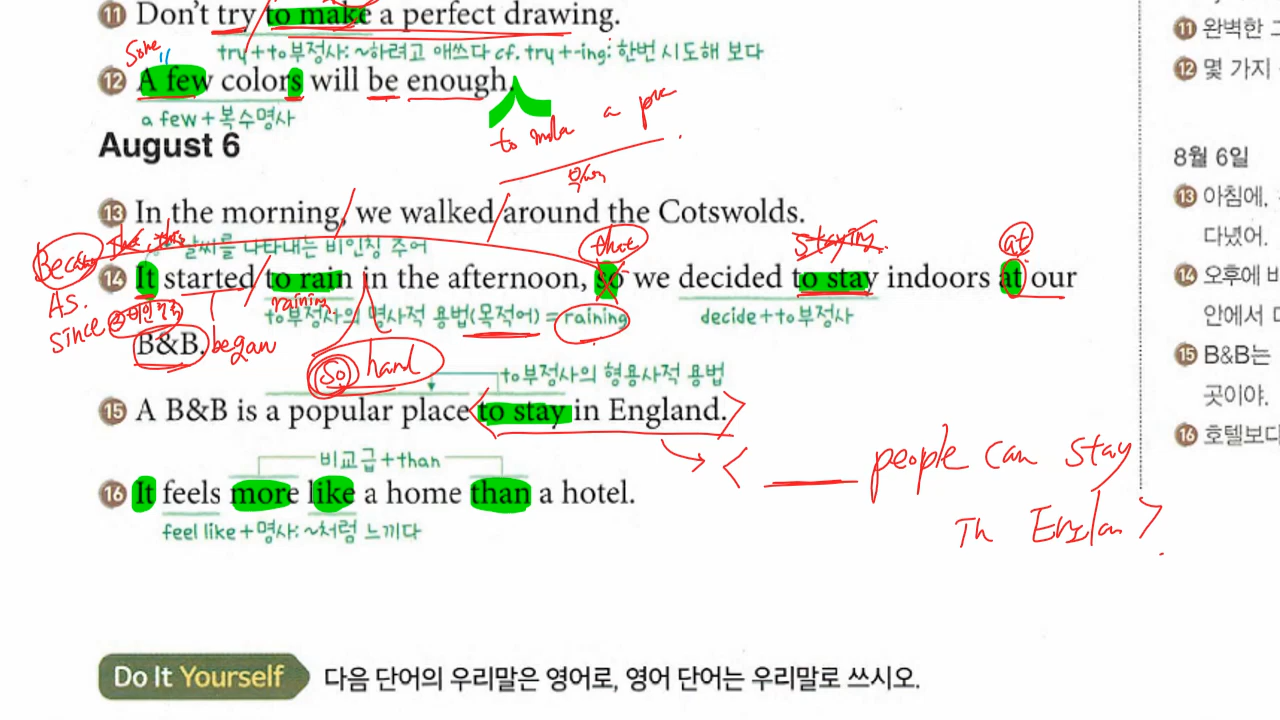 ⑪ Don't try to make a perfect drawing.
try+to부정사: ~하려고 애쓰다 cf. try+-ing: 한번 시도해 보다
Some
⑫ A few colors will be enough.
a few+복수명사
to make a
August 6
⑬ In the morning, we walked around the Cotswolds.
날씨를 나타내는 비인칭 주어
that
staying
at
⑭ It started to rain in the afternoon, so we decided to stay indoors at our
As.
since
raining
to부정사의 명사적 용법(목적어)=raining
decide+to부정사
B&B.
began
so hard
to부정사의 형용사적 용법
⑮ A B&B is a popular place to stay in England.
people can stay
비교급+than
⑯ It feels more like a home than a hotel.
feel like+명사: ~처럼 느끼다
Do It Yourself 다음 단어의 우리말은 영어로, 영어 단어는 우리말로 쓰시오.
⑪ 완벽한
⑫ 몇 가지
8월 6일
⑬ 아침에,
다녔어.
⑭ 오후에
안에서
⑮ B&B는
곳이야.
⑯ 호텔보다